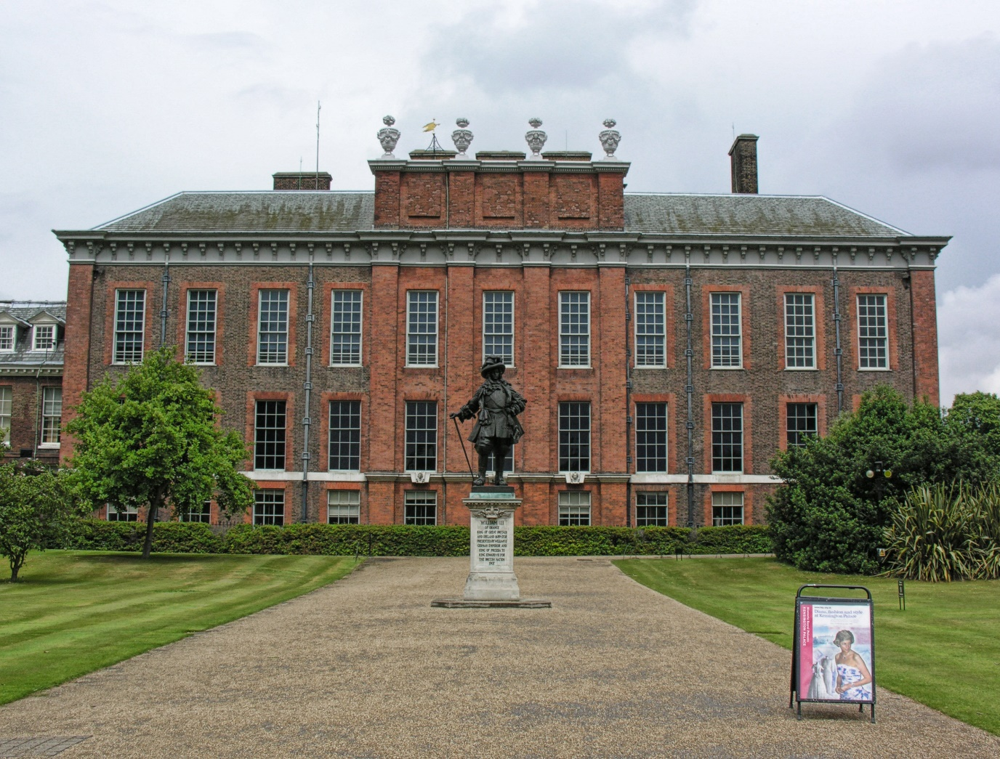 WILLIAM III
OF ORANGE
KING OF GREAT BRITAIN
AND IRELAND 1689-1702
PRESENTED BY WILLIAM II
GERMAN EMPEROR AND
KING OF PRUSSIA TO
KING EDWARD VII FOR
THE BRITISH NATION
1907
Diana, fashion and style
at Kensington Palace
Historic Royal Palaces
KENSINGTON PALACE